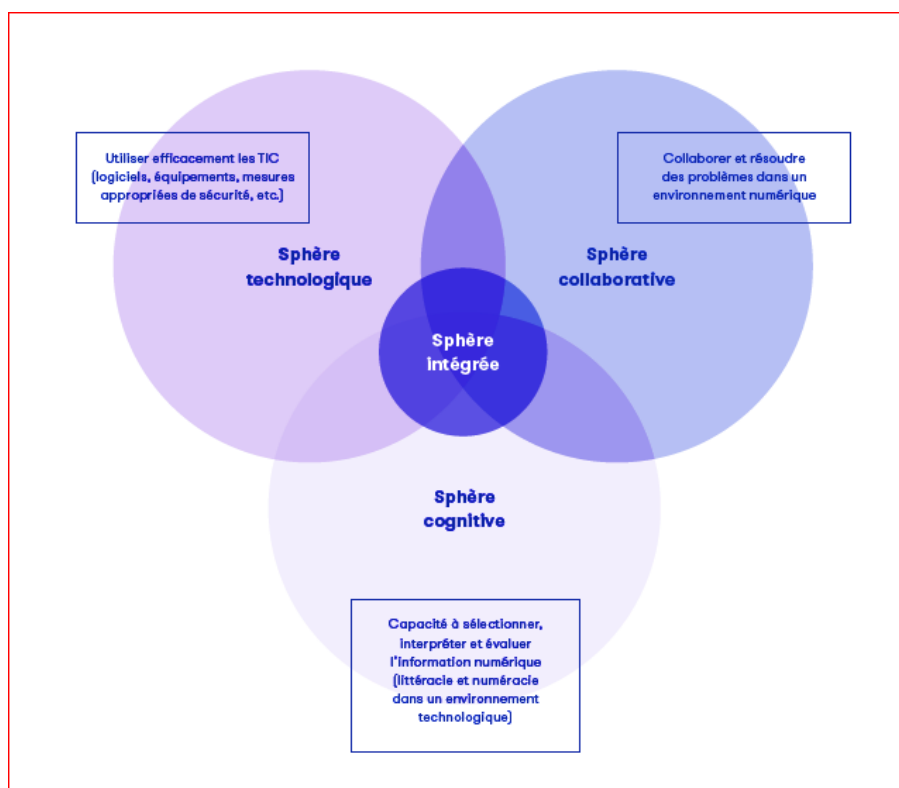 Utiliser efficacement les TIC
(logiciels, équipements, mesures
appropriées de sécurité, etc.)
Collaborer et résoudre
des problèmes dans un
environnement numérique
Sphère
technologique
Sphère
collaborative
Sphère
intégrée
Sphère
cognitive
Capacité à sélectionner,
interpréter et évaluer
l'information numérique
(littéracie et numéracie
dans un environnement
technologique)